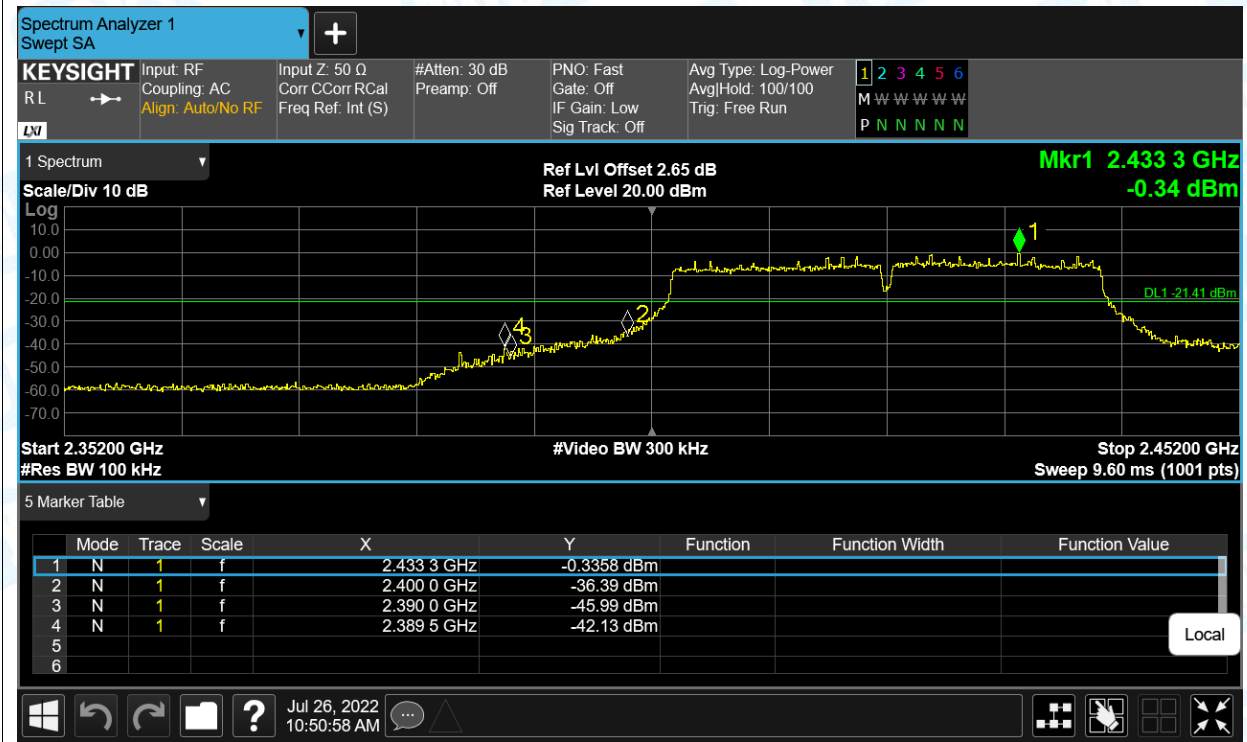 Spectrum Analyzer 1
Swept SA
KEYSIGHT
R L
LXI
Input: RF
Coupling: AC
Align: Auto/No RF
Input Z: 50 Ω
Corr CCorr RCal
Freq Ref: Int (S)
#Atten: 30 dB
Preamp: Off
PNO: Fast
Gate: Off
IF Gain: Low
Sig Track: Off
Avg Type: Log-Power
Avg|Hold: 100/100
Trig: Free Run
1 2 3 4 5 6
M W W W W W
P N N N N N
1 Spectrum
Scale/Div 10 dB
Ref Lvl Offset 2.65 dB
Ref Level 20.00 dBm
Mkr1 2.433 3 GHz
-0.34 dBm
Log
10.0
0.00
-10.0
-20.0
-30.0
-40.0
-50.0
-60.0
-70.0
1
2
4
3
DL1 -21.41 dBm
Start 2.35200 GHz
#Video BW 300 kHz
Stop 2.45200 GHz
#Res BW 100 kHz
Sweep 9.60 ms (1001 pts)
5 Marker Table
Mode Trace Scale X Y Function Function Width Function Value
1 N 1 f 2.433 3 GHz -0.3358 dBm
2 N 1 f 2.400 0 GHz -36.39 dBm
3 N 1 f 2.390 0 GHz -45.99 dBm
4 N 1 f 2.389 5 GHz -42.13 dBm
5
6
Local
?
Jul 26, 2022
10:50:58 AM